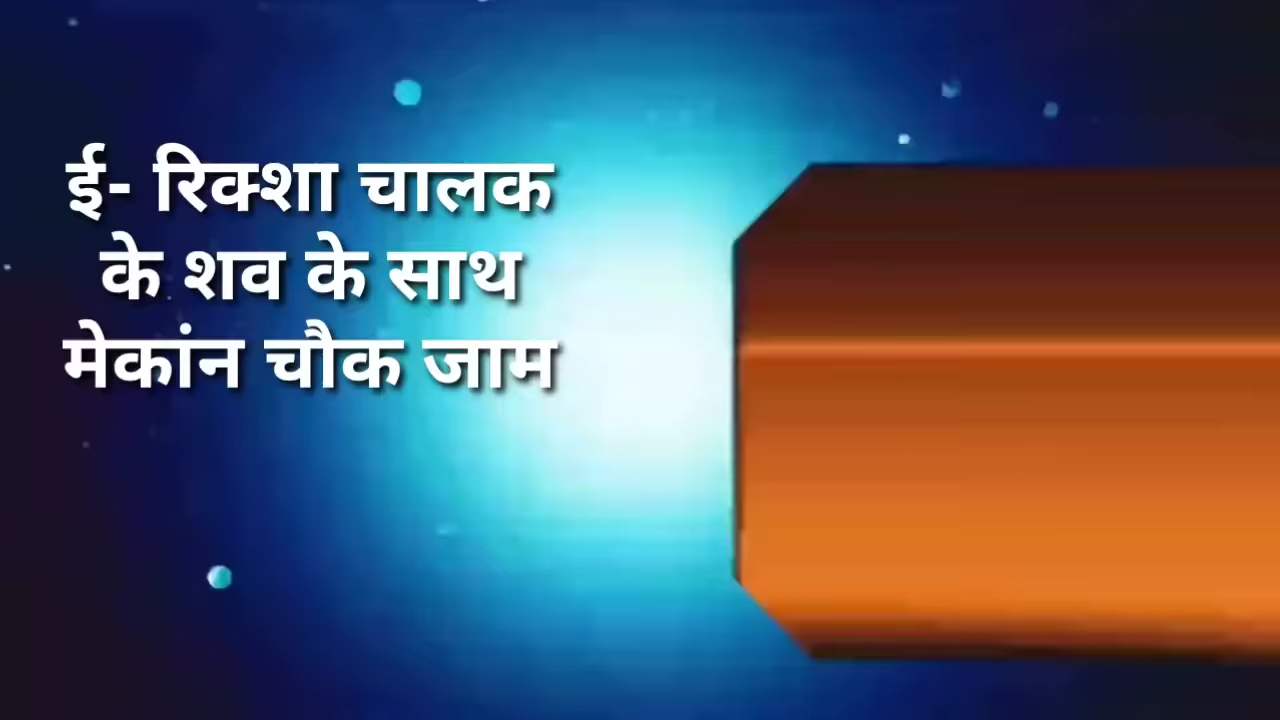 ई- रिक्शा चालक
के शव के साथ
मेकांन चौक जाम